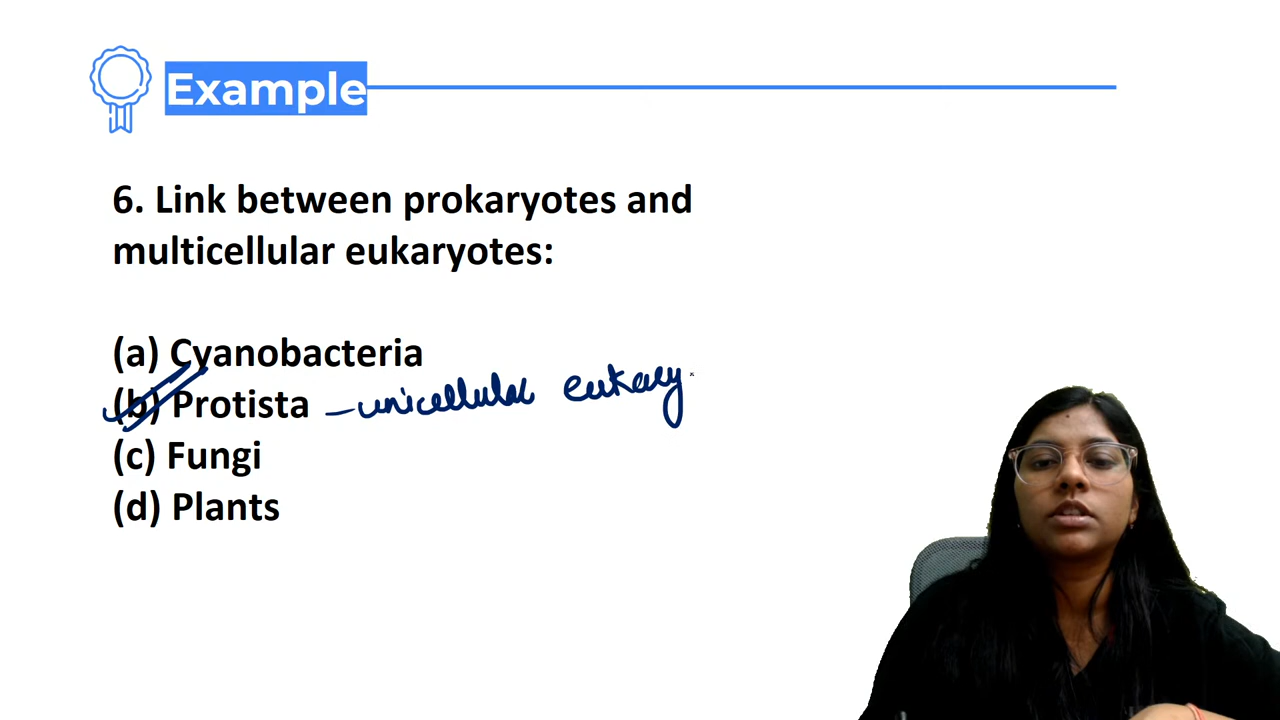 Example
6. Link between prokaryotes and
multicellular eukaryotes:
(a) Cyanobacteria
(b) Protista – unicellular eukary
(c) Fungi
(d) Plants